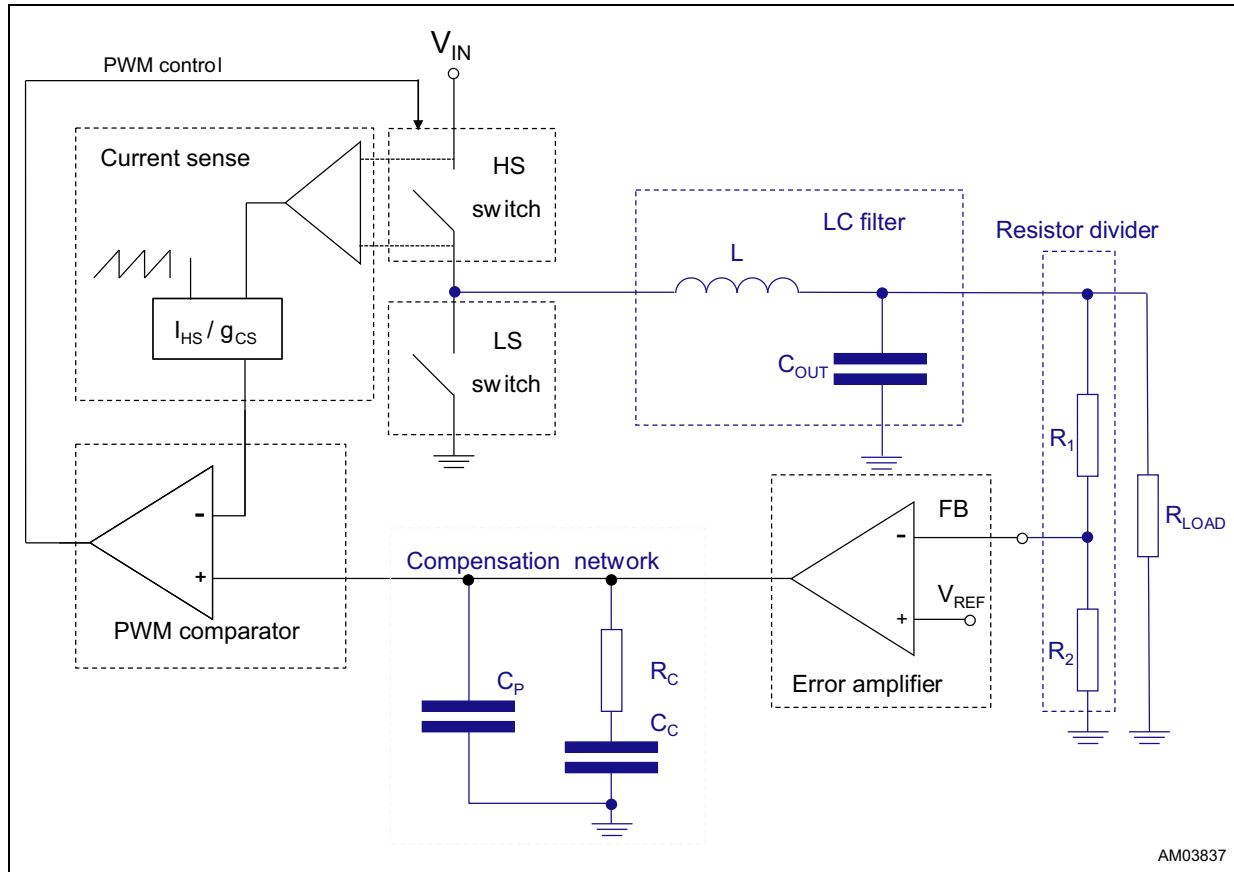 V_IN
PWM control
Current sense
HS
switch
LC filter
Resistor divider
L
I_HS / g_CS
LS
switch
C_OUT
R_1
FB
R_LOAD
-
-
Compensation network
V_REF
+
+
PWM comparator
R_2
R_C
Error amplifier
C_P
C_C
AM03837